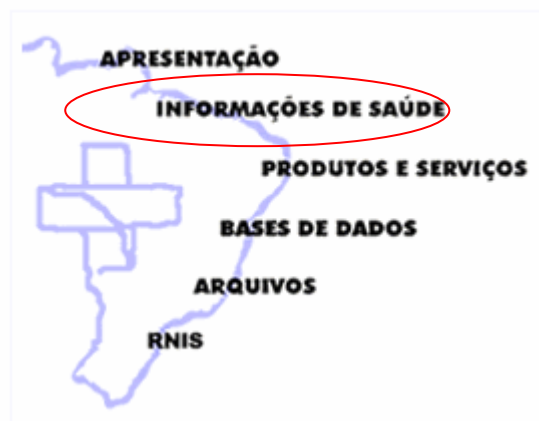 APRESENTAÇÃO
INFORMAÇÕES DE SAÚDE
PRODUTOS E SERVIÇOS
BASES DE DADOS
ARQUIVOS
RNIS